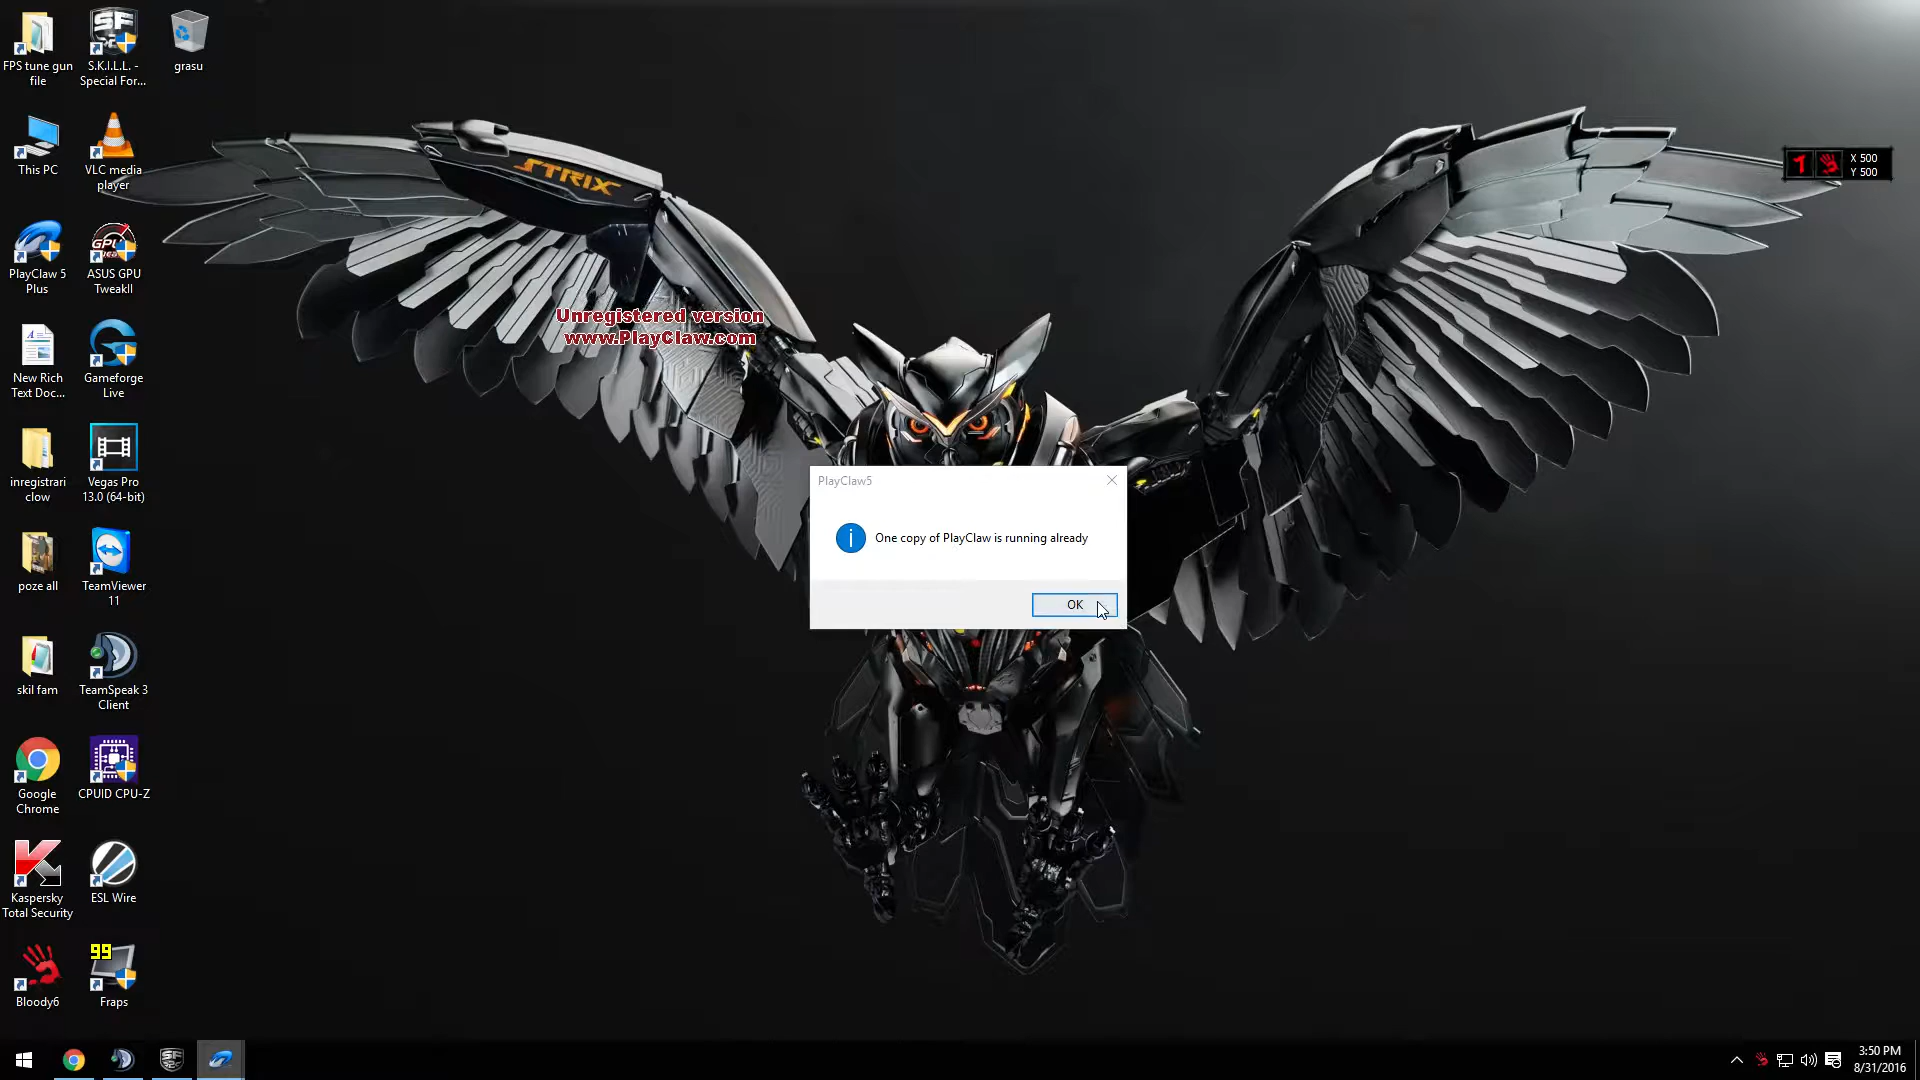 FPS tune gun
file
S.K.I.L.L. -
Special For...
grasu
This PC
VLC media
player
PlayClaw 5
Plus
ASUS GPU
TweakII
New Rich
Text Doc...
Gameforge
Live
inregistrari
clow
Vegas Pro
13.0 (64-bit)
poze all
TeamViewer
11
skil fam
TeamSpeak 3
Client
Google
Chrome
CPUID CPU-Z
Kaspersky
Total Security
ESL Wire
99
Bloody6
Fraps
STRIX
Unregistered version
www.PlayClaw.com
1
X 500
Y 500
PlayClaw5
One copy of PlayClaw is running already
OK
3:50 PM
8/31/2016